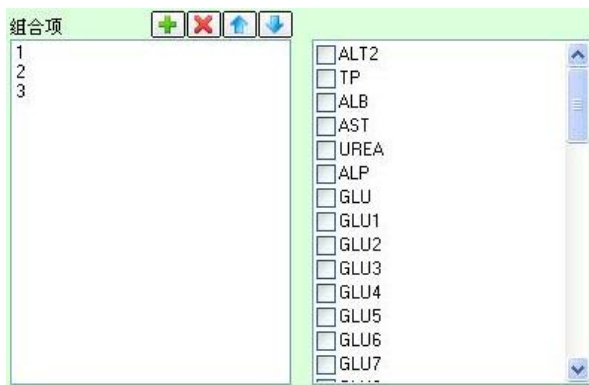 组合项
1
2
3
ALT2
TP
ALB
AST
UREA
ALP
GLU
GLU1
GLU2
GLU3
GLU4
GLU5
GLU6
GLU7